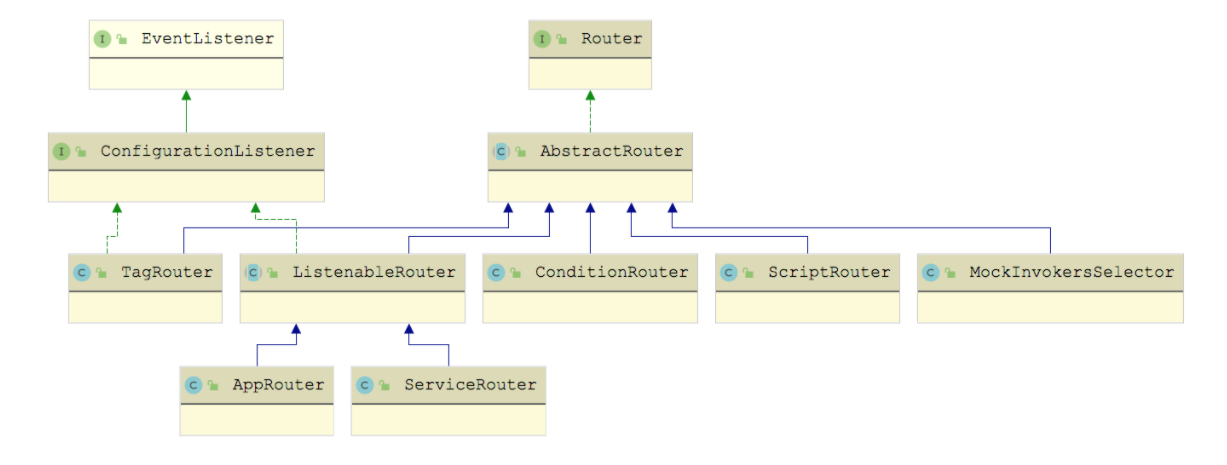 I EventListener
I Router
I ConfigurationListener
C AbstractRouter
C TagRouter
C ListenableRouter
C ConditionRouter
C ScriptRouter
C MockInvokersSelector
C AppRouter
C ServiceRouter